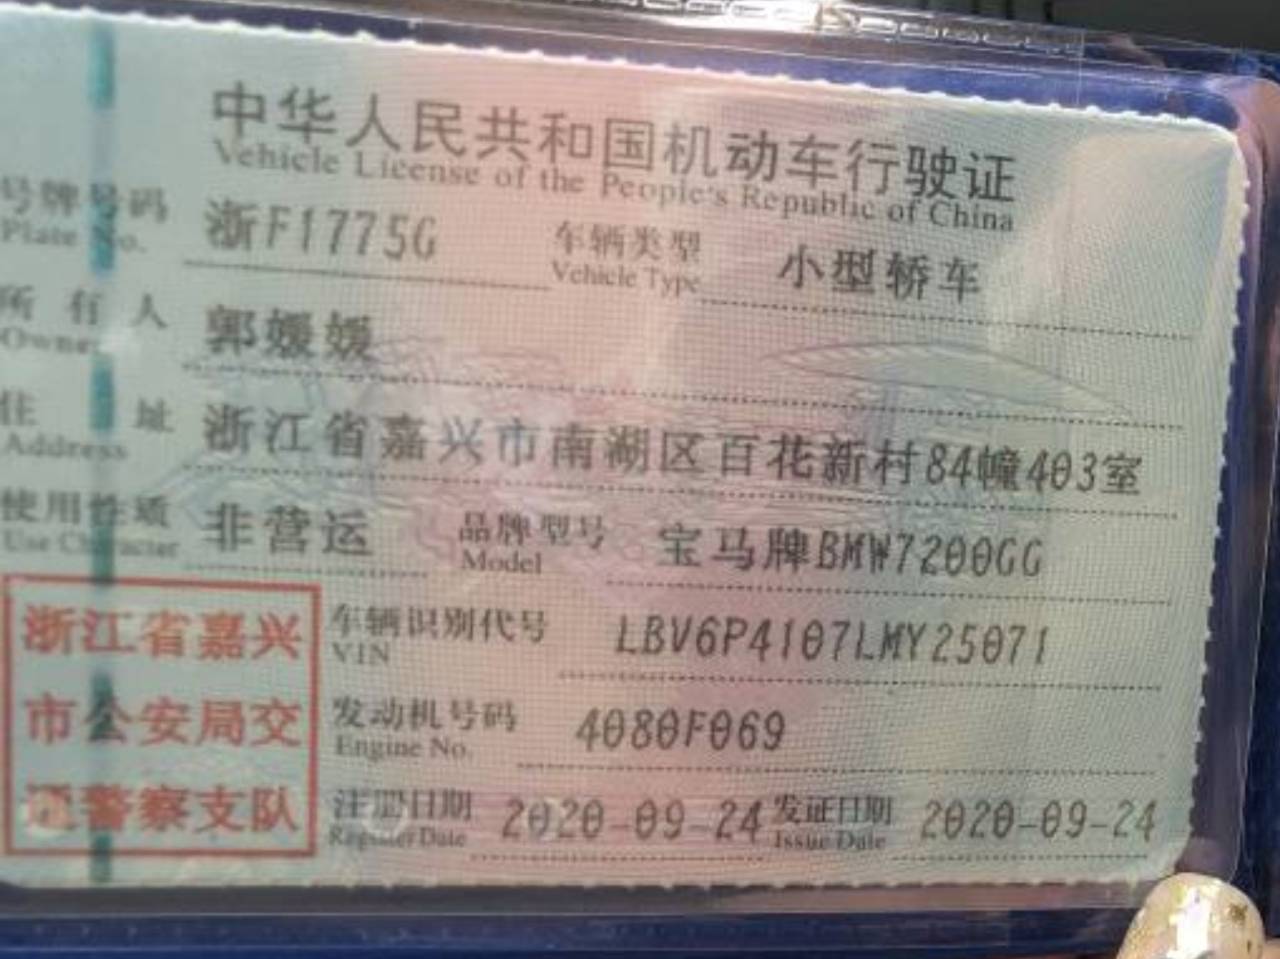 中华人民共和国机动车行驶证
Vehicle License of the People's Republic of China
号牌号码 浙F1775G 车辆类型 小型轿车
Plate No. Vehicle Type
所有人 郭媛媛
Owner
住址 浙江省嘉兴市南湖区百花新村84幢403室
Address
使用性质 非营运 品牌型号 宝马牌BMW7200GG
Use Character Model
浙江省嘉兴
市公安局交
通警察支队
车辆识别代号 LBV6P4107LMY25071
VIN
发动机号码 4080F069
Engine No.
注册日期 2020-09-24 发证日期 2020-09-24
Register Date Issue Date